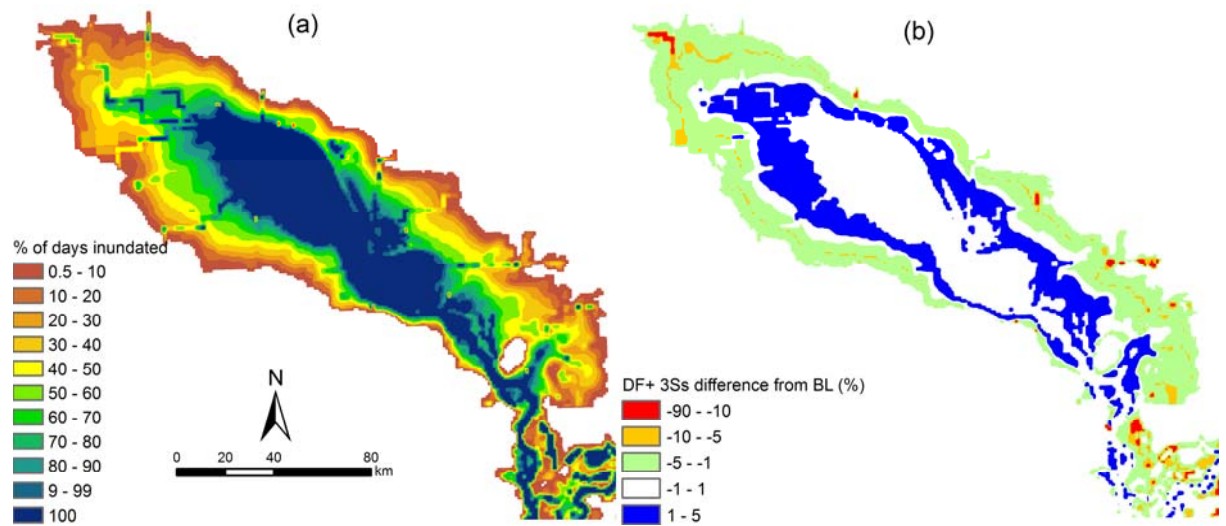 (a)
(b)
% of days inundated
0.5 - 10
10 - 20
20 - 30
30 - 40
40 - 50
50 - 60
60 - 70
70 - 80
80 - 90
9 - 99
100
N
0 20 40 80
km
DF+ 3Ss difference from BL (%)
-90 - -10
-10 - -5
-5 - -1
-1 - 1
1 - 5